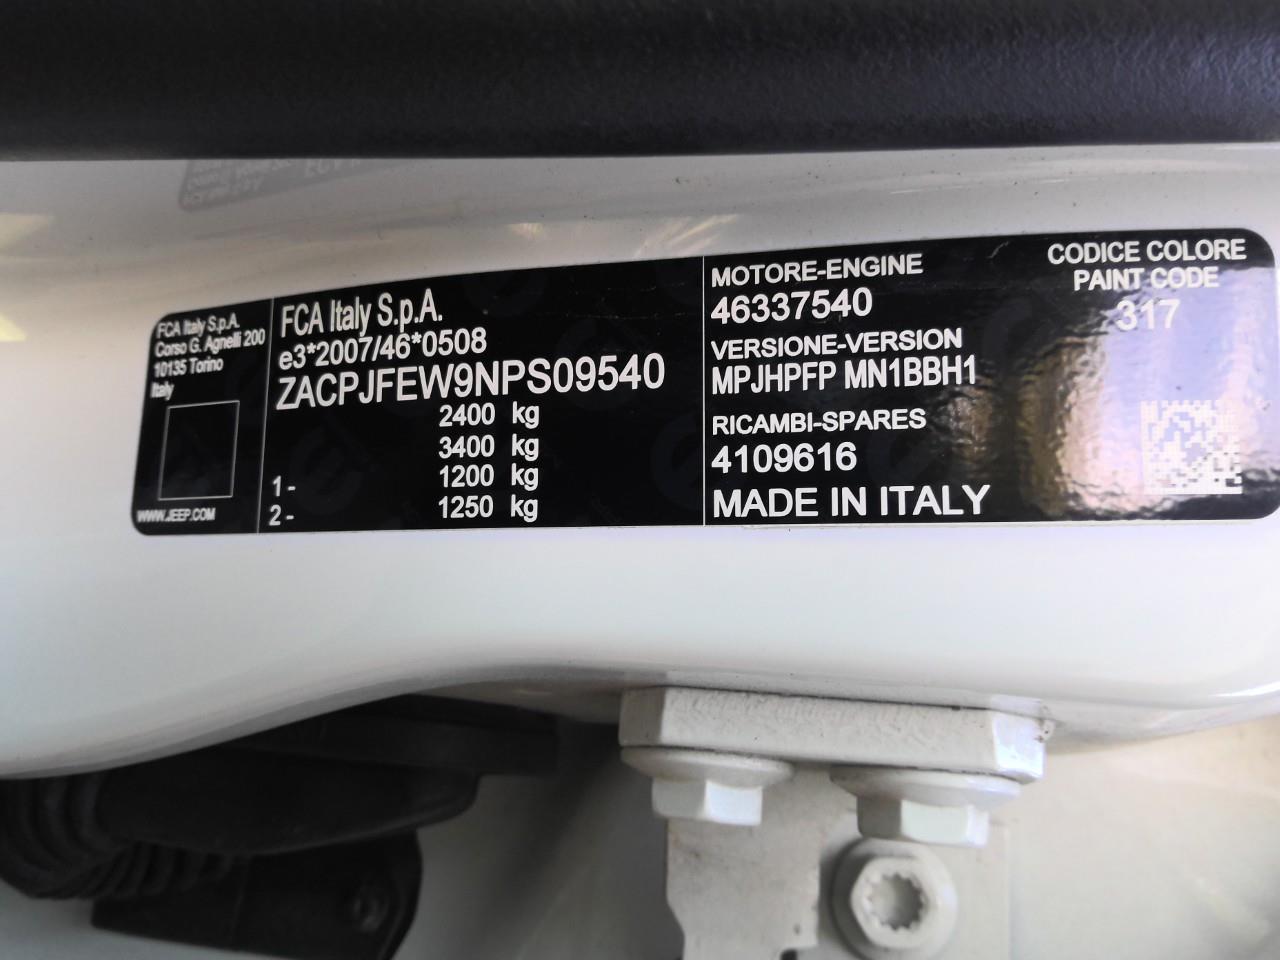 FCA Italy S.p.A.
Corso G. Agnelli 200
10135 Torino
Italy
WWW.JEEP.COM
FCA Italy S.p.A.
e3*2007/46*0508
ZACPJFEW9NPS09540
2400 kg
3400 kg
1- 1200 kg
2- 1250 kg
MOTORE-ENGINE
46337540
VERSIONE-VERSION
MPJHPFP MN1BBH1
RICAMBI-SPARES
4109616
MADE IN ITALY
CODICE COLORE
PAINT CODE
317